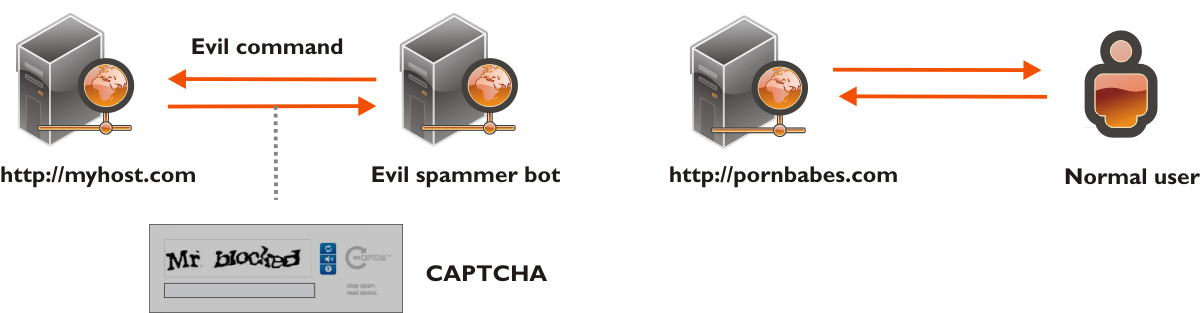 Evil command
http://myhost.com
Evil spammer bot
http://pornbabes.com
Normal user
Mr. blocked
CAPTCHA™
stop spam.
read books.
CAPTCHA